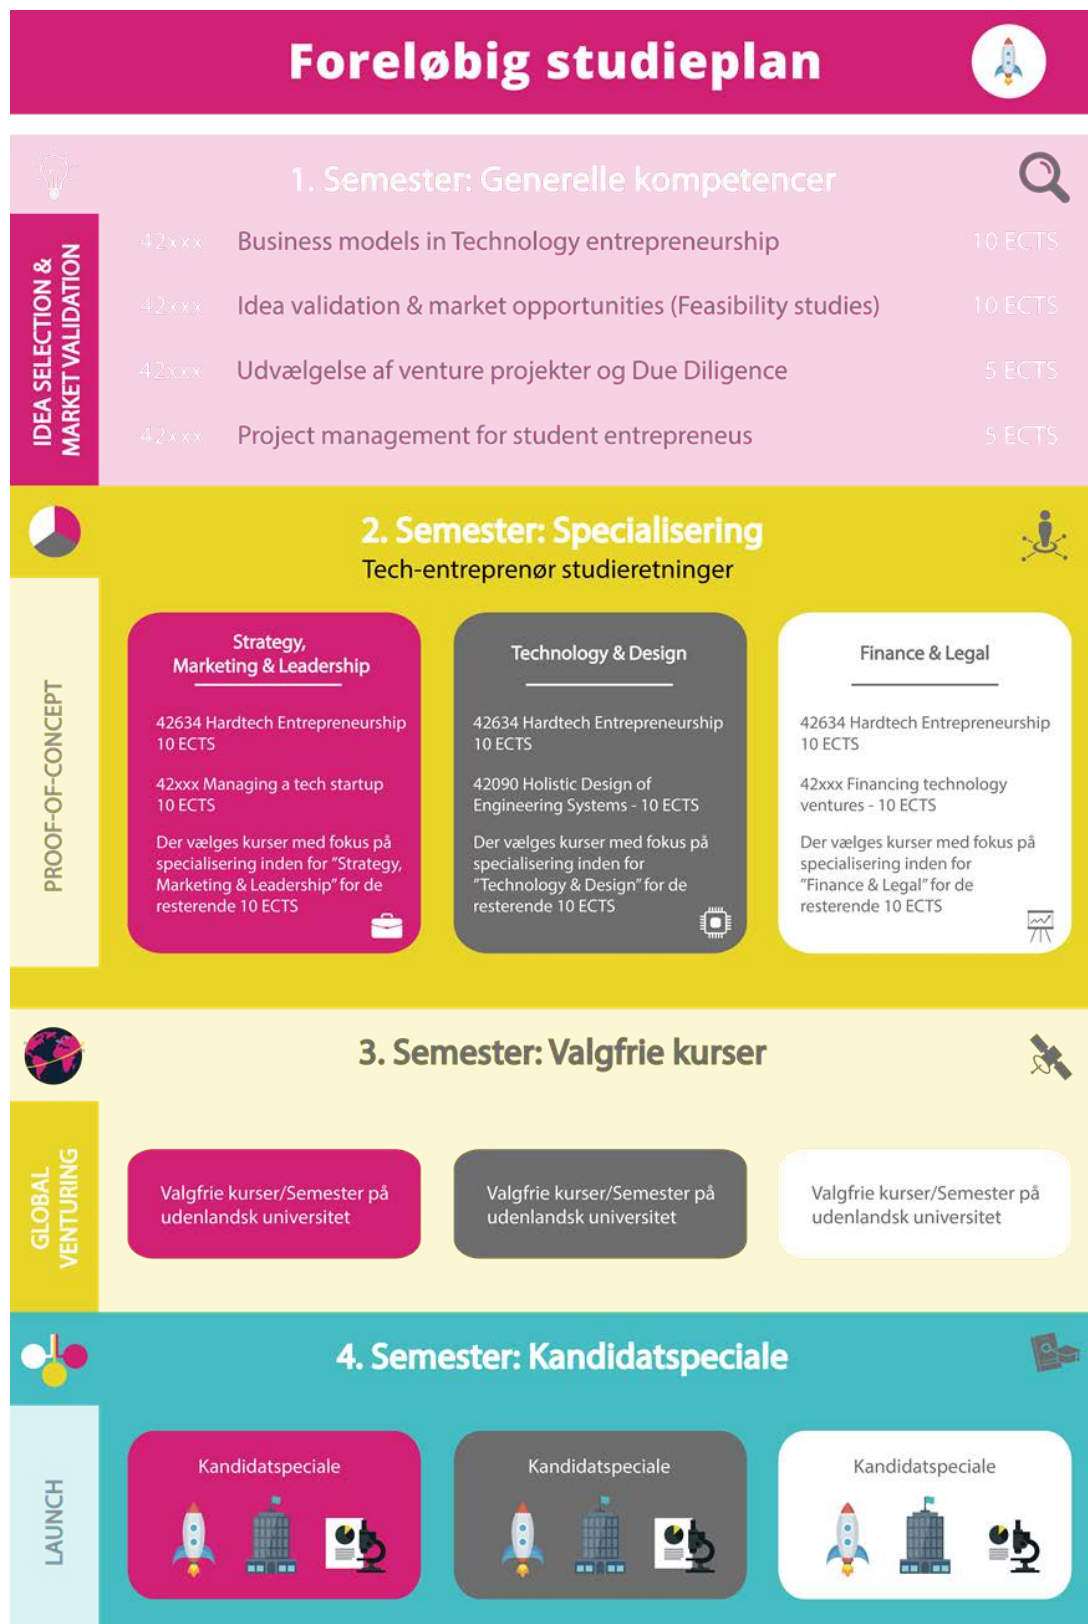 Foreløbig studieplan
1. Semester: Generelle kompetencer
IDEA SELECTION &
MARKET VALIDATION
42xxx Business models in Technology entrepreneurship 10 ECTS
42xxx Idea validation & market opportunities (Feasibility studies) 10 ECTS
42xxx Udvælgelse af venture projekter og Due Diligence 5 ECTS
42xxx Project management for student entrepreneus 5 ECTS
2. Semester: Specialisering
Tech-entreprenør studieretninger
PROOF-OF-CONCEPT
Strategy,
Marketing & Leadership
42634 Hardtech Entrepreneurship
10 ECTS
42xxx Managing a tech startup
10 ECTS
Der vælges kurser med fokus på
specialisering inden for "Strategy,
Marketing & Leadership" for de
resterende 10 ECTS
Technology & Design
42634 Hardtech Entrepreneurship
10 ECTS
42090 Holistic Design of
Engineering Systems - 10 ECTS
Der vælges kurser med fokus på
specialisering inden for
"Technology & Design" for de
resterende 10 ECTS
Finance & Legal
42634 Hardtech Entrepreneurship
10 ECTS
42xxx Financing technology
ventures - 10 ECTS
Der vælges kurser med fokus på
specialisering inden for
"Finance & Legal" for de
resterende 10 ECTS
3. Semester: Valgfrie kurser
GLOBAL
VENTURING
Valgfrie kurser/Semester på
udenlandsk universitet
Valgfrie kurser/Semester på
udenlandsk universitet
Valgfrie kurser/Semester på
udenlandsk universitet
4. Semester: Kandidatspeciale
LAUNCH
Kandidatspeciale
Kandidatspeciale
Kandidatspeciale